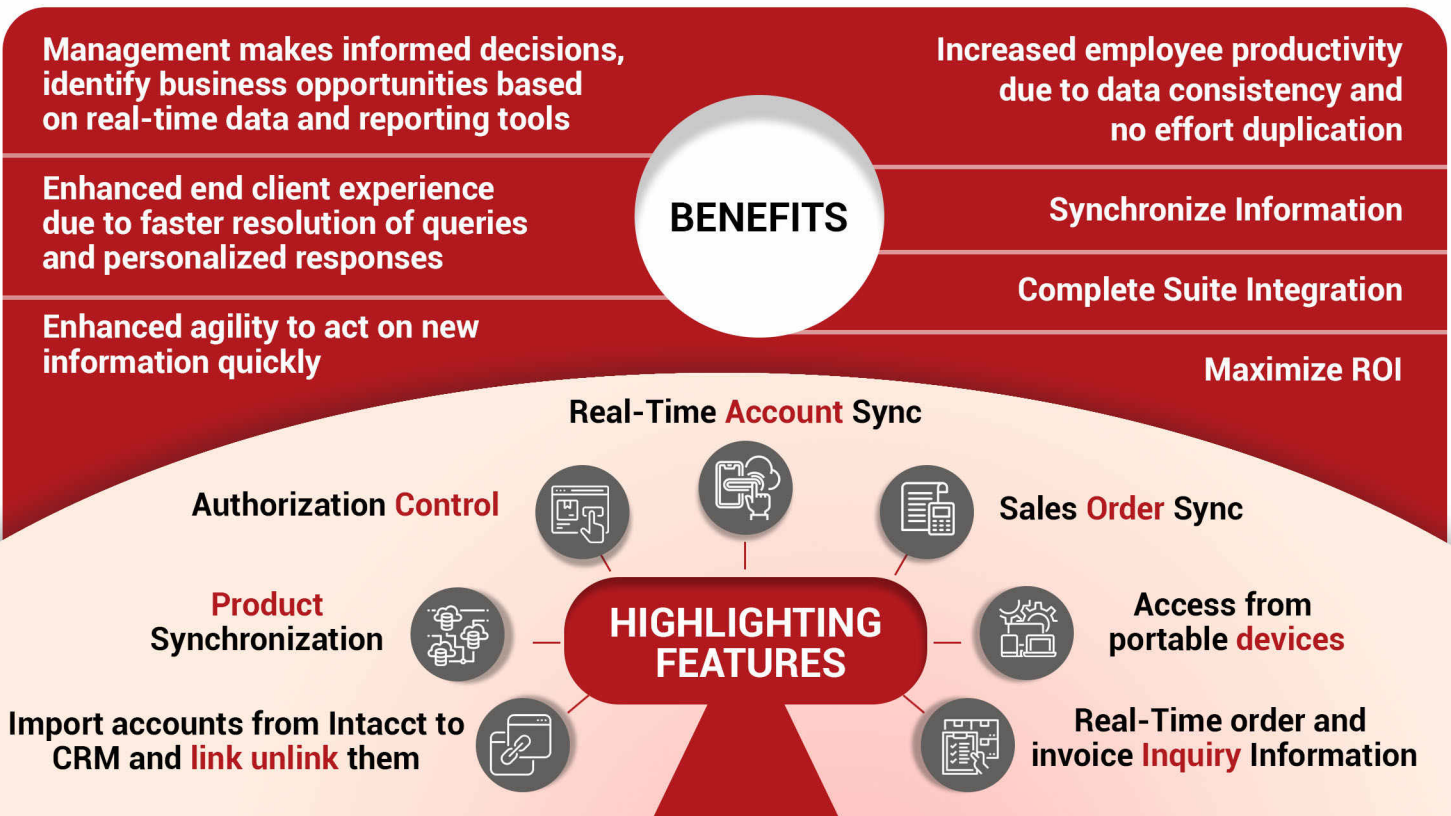 Management makes informed decisions,
identify business opportunities based
on real-time data and reporting tools
Enhanced end client experience
due to faster resolution of queries
and personalized responses
Enhanced agility to act on new
information quickly
BENEFITS
Increased employee productivity
due to data consistency and
no effort duplication
Synchronize Information
Complete Suite Integration
Maximize ROI
Real-Time Account Sync
Authorization Control
Sales Order Sync
Product
Synchronization
HIGHLIGHTING
FEATURES
Access from
portable devices
Import accounts from Intacct to
CRM and link unlink them
Real-Time order and
invoice Inquiry Information